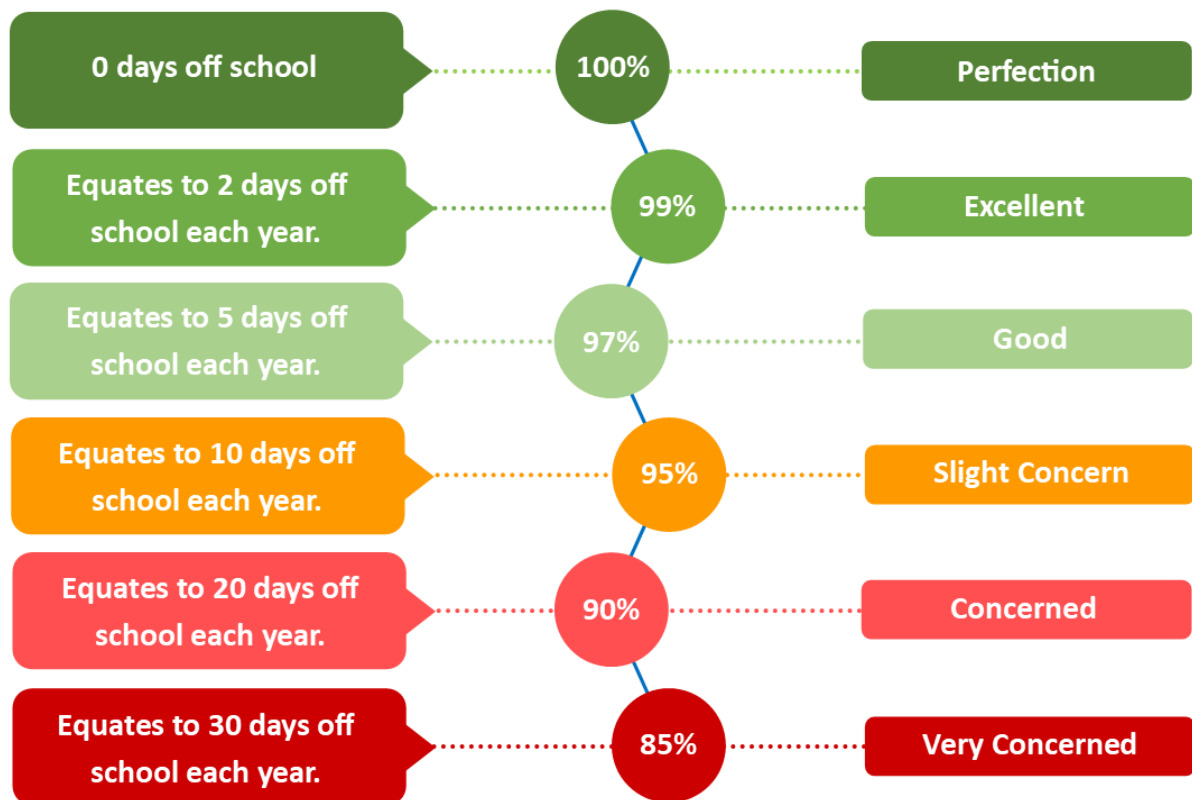 0 days off school
100%
Perfection
Equates to 2 days off
school each year.
99%
Excellent
Equates to 5 days off
school each year.
97%
Good
Equates to 10 days off
school each year.
95%
Slight Concern
Equates to 20 days off
school each year.
90%
Concerned
Equates to 30 days off
school each year.
85%
Very Concerned